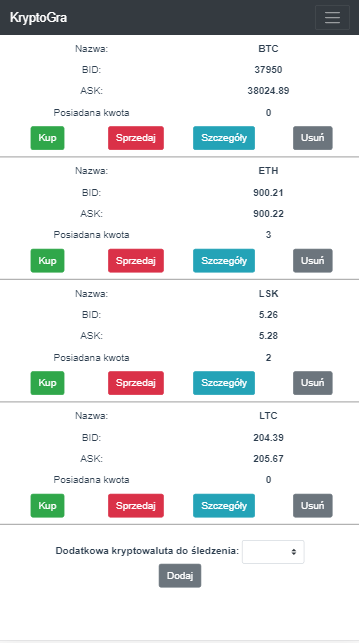 KryptoGra
Nazwa: BTC
BID: 37950
ASK: 38024.89
Posiadana kwota 0
Kup Sprzedaj Szczegóły Usuń
Nazwa: ETH
BID: 900.21
ASK: 900.22
Posiadana kwota 3
Kup Sprzedaj Szczegóły Usuń
Nazwa: LSK
BID: 5.26
ASK: 5.28
Posiadana kwota 2
Kup Sprzedaj Szczegóły Usuń
Nazwa: LTC
BID: 204.39
ASK: 205.67
Posiadana kwota 0
Kup Sprzedaj Szczegóły Usuń
Dodatkowa kryptowaluta do śledzenia:
Dodaj